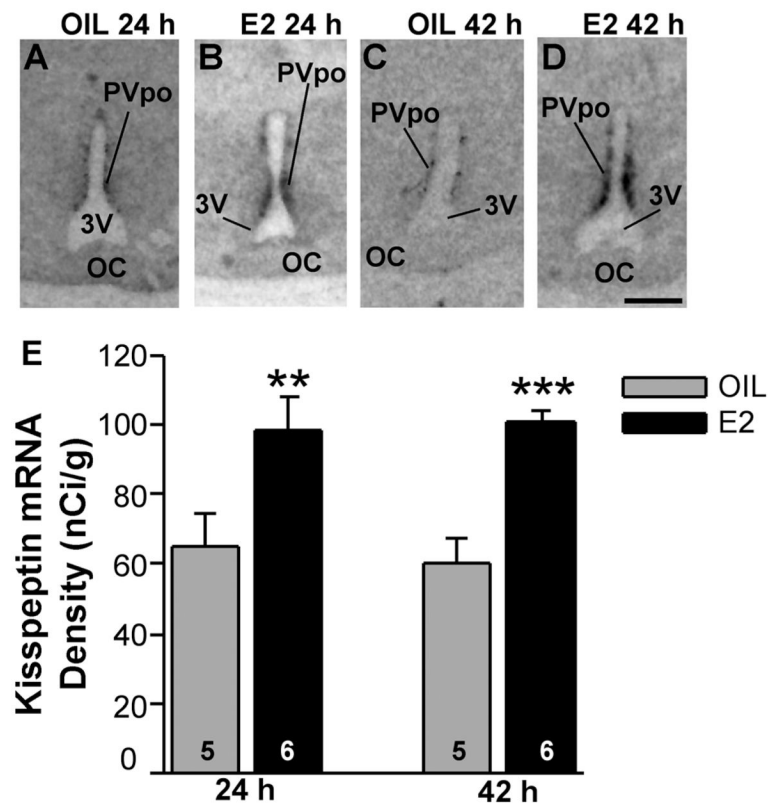 OIL 24 h
E2 24 h
OIL 42 h
E2 42 h
A
B
C
D
PVpo
PVpo
PVpo
PVpo
3V
3V
3V
3V
OC
OC
OC
OC
E
Kisspeptin mRNA
Density (nCi/g)
120
100
80
60
40
20
0
**
***
5
6
5
6
24 h
42 h
OIL
E2